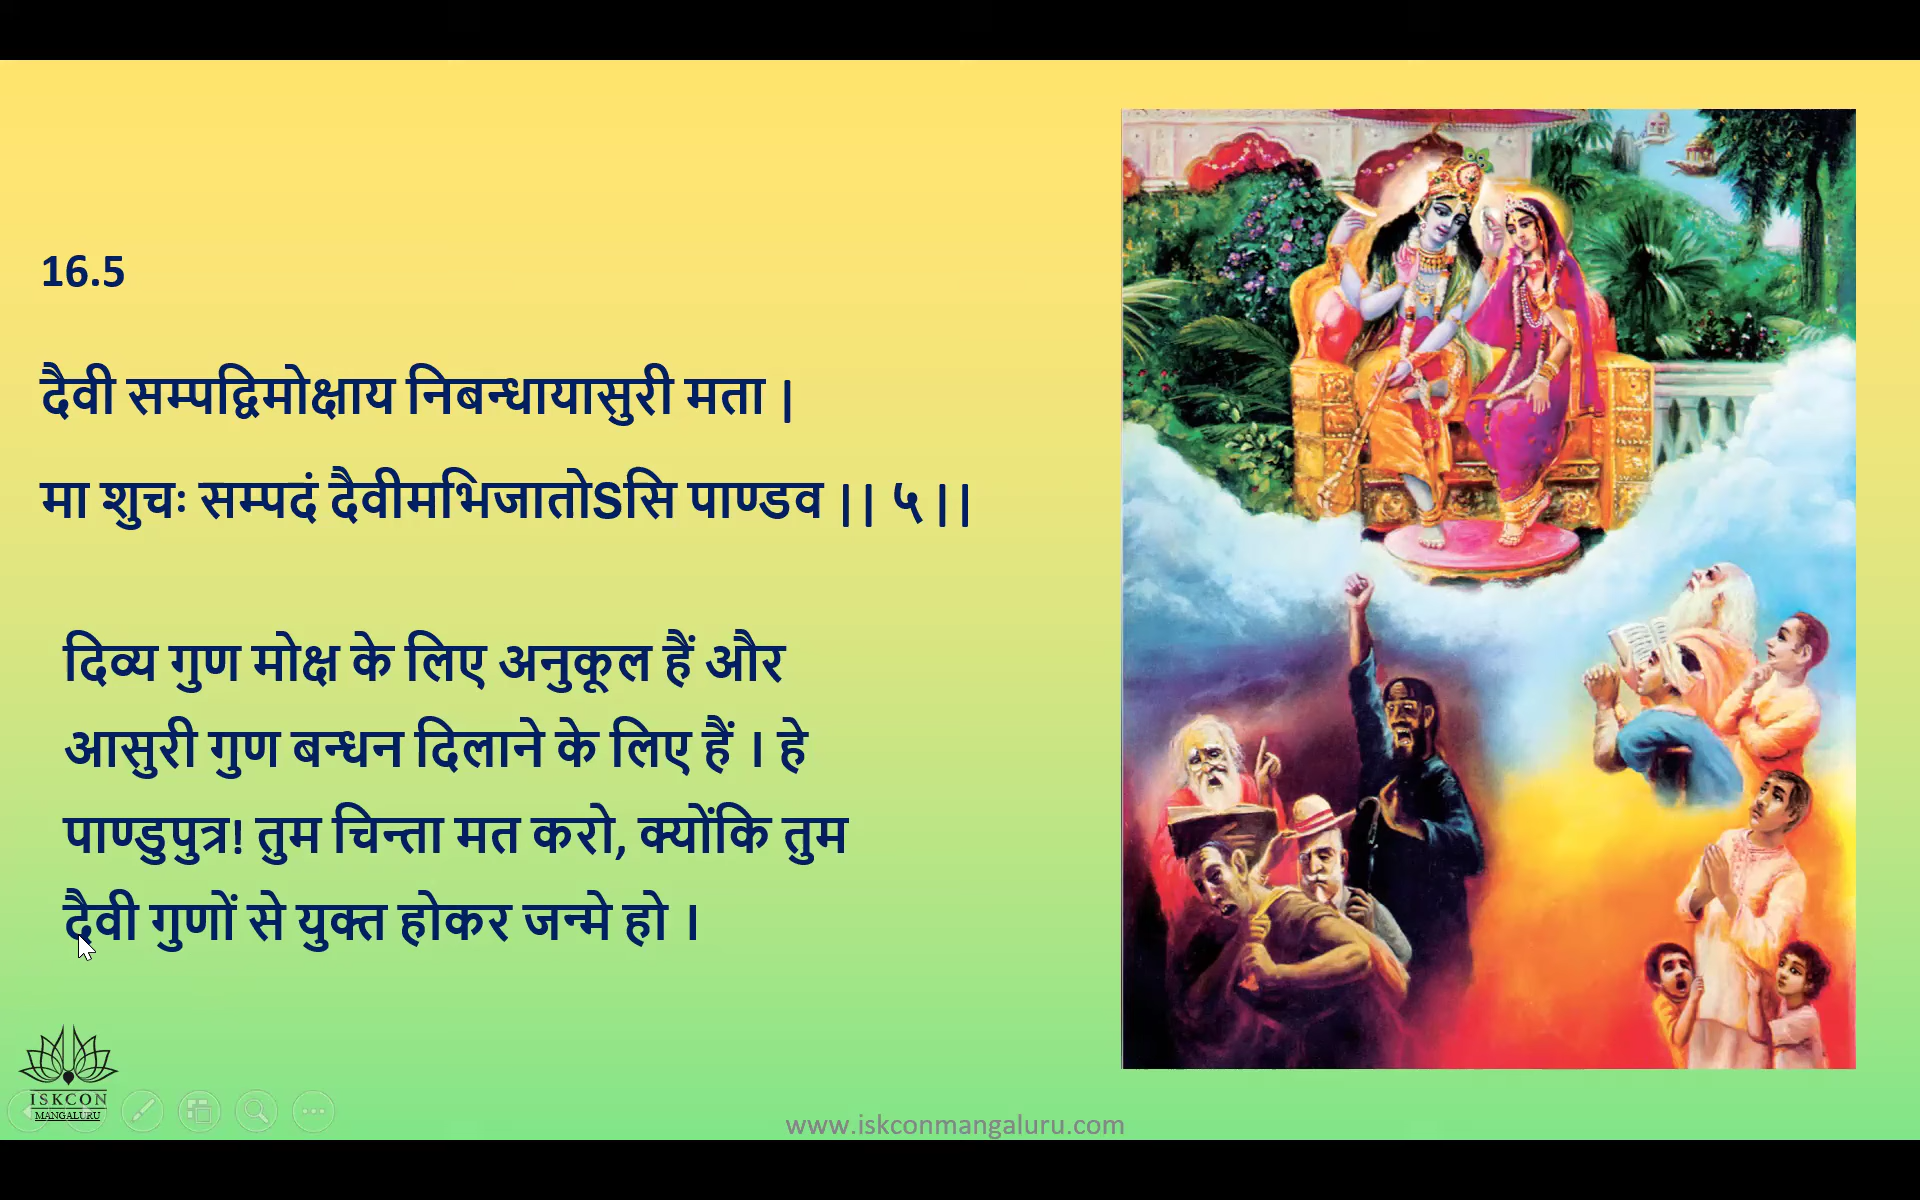 16.5
दैवी सम्पद्विमोक्षाय निबन्धायासुरी मता |
मा शुचः सम्पदं दैवीमभिजातोSसि पाण्डव || ५ ||
दिव्य गुण मोक्ष के लिए अनुकूल हैं और
आसुरी गुण बन्धन दिलाने के लिए हैं । हे
पाण्डुपुत्र! तुम चिन्ता मत करो, क्योंकि तुम
दैवी गुणों से युक्त होकर जन्मे हो ।
ISKCON
MANGALURU
www.iskconmangaluru.com